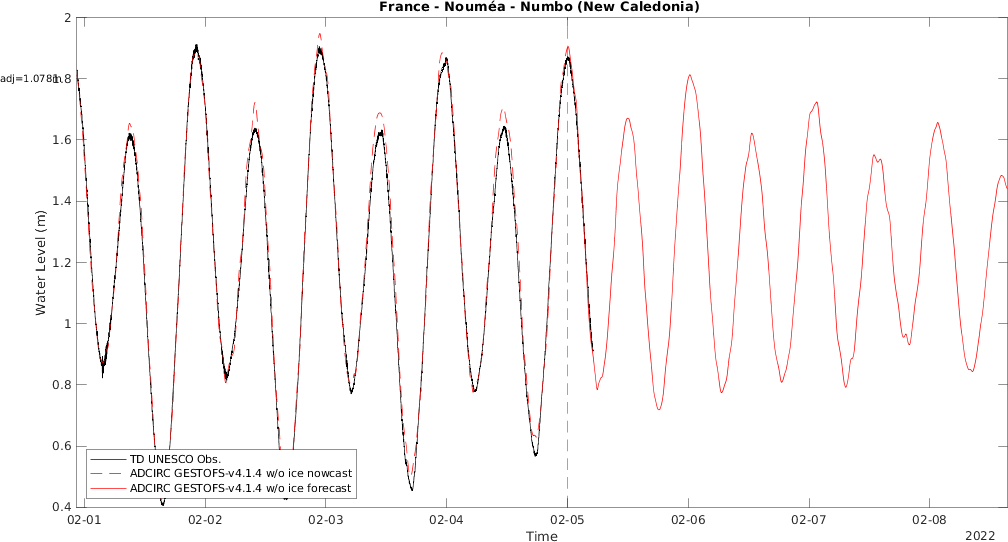 France - Nouméa - Numbo (New Caledonia)
2
adj=1.0781
1.8
1.6
1.4
1.2
1
0.8
0.6
0.4
Water Level (m)
TD UNESCO Obs.
ADCIRC GESTOFS-v4.1.4 w/o ice nowcast
ADCIRC GESTOFS-v4.1.4 w/o ice forecast
02-01
02-02
02-03
02-04
02-05
02-06
02-07
02-08
Time
2022